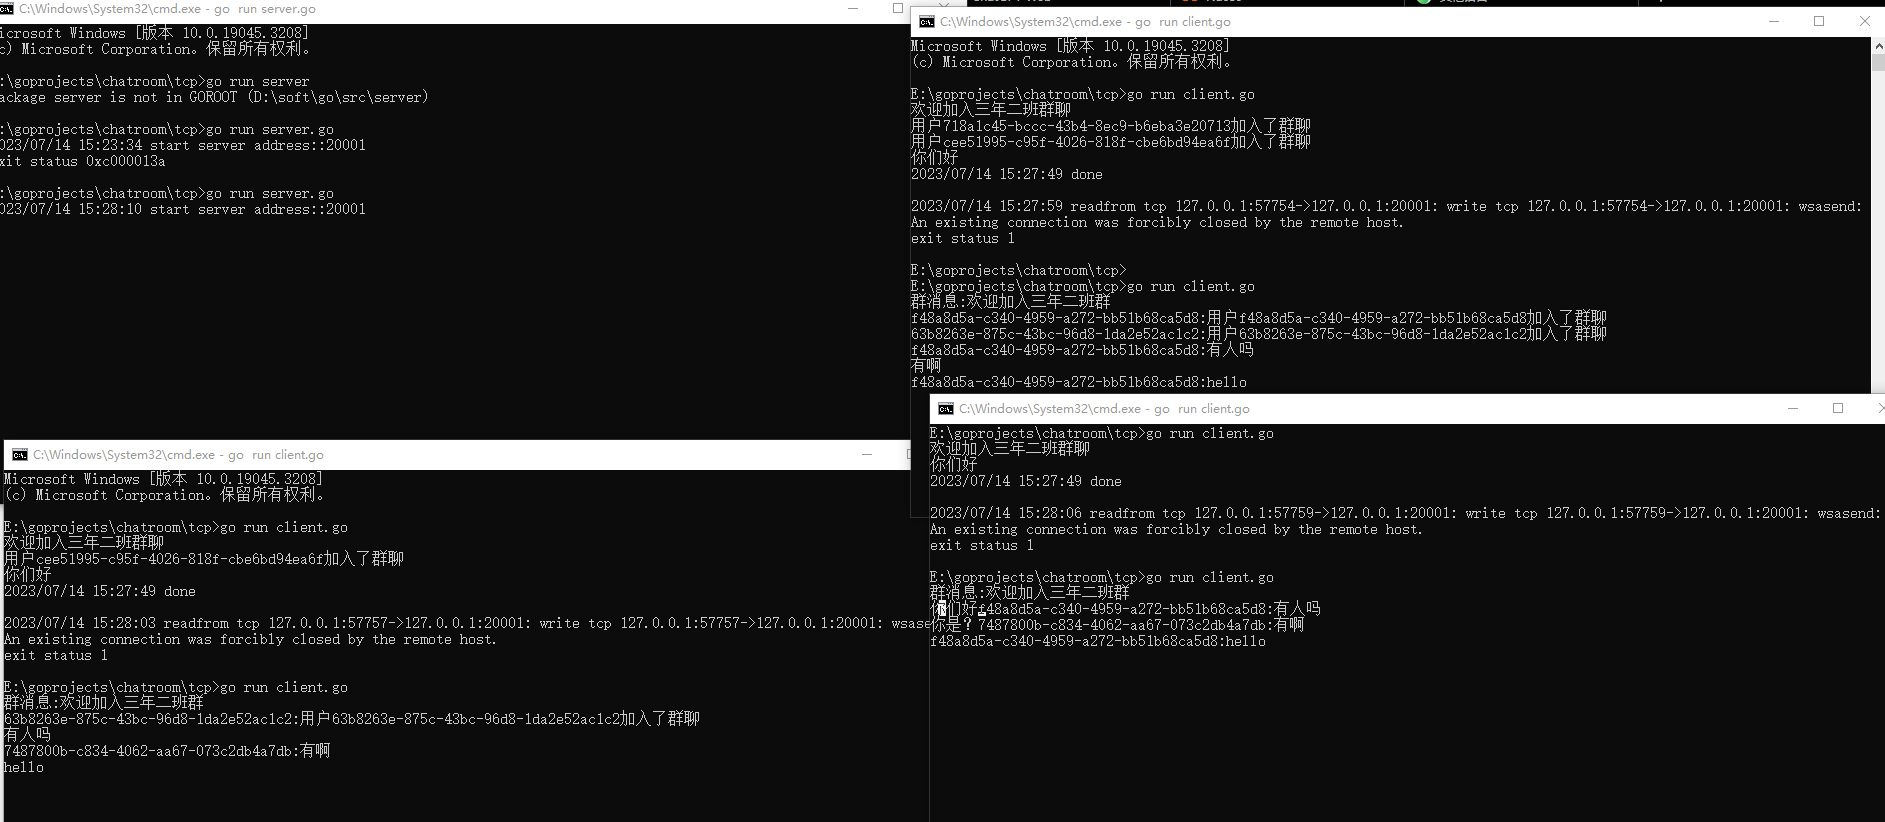 C:\Windows\System32\cmd.exe - go  run server.go
icrosoft Windows [版本 10.0.19045.3208]
c) Microsoft Corporation。保留所有权利。
:\goprojects\chatroom\tcp>go run server
ackage server is not in GOROOT (D:\soft\go\src\server)
:\goprojects\chatroom\tcp>go run server.go
023/07/14 15:23:34 start server address::20001
xit status 0xc000013a
:\goprojects\chatroom\tcp>go run server.go
023/07/14 15:28:10 start server address::20001
C:\Windows\System32\cmd.exe - go  run client.go
Microsoft Windows [版本 10.0.19045.3208]
(c) Microsoft Corporation。保留所有权利。
E:\goprojects\chatroom\tcp>go run client.go
欢迎加入三年二班群聊
用户718a1c45-bccc-43b4-8ec9-b6eba3e20713加入了群聊
用户cee51995-c95f-4026-818f-cbe6bd94ea6f加入了群聊
你们好
2023/07/14 15:27:49 done
2023/07/14 15:27:59 readfrom tcp 127.0.0.1:57754->127.0.0.1:20001: write tcp 127.0.0.1:57754->127.0.0.1:20001: wsasend:
An existing connection was forcibly closed by the remote host.
exit status 1
E:\goprojects\chatroom\tcp>
E:\goprojects\chatroom\tcp>go run client.go
群消息:欢迎加入三年二班群
f48a8d5a-c340-4959-a272-bb51b68ca5d8:用户f48a8d5a-c340-4959-a272-bb51b68ca5d8加入了群聊
63b8263e-875c-43bc-96d8-1da2e52ac1c2:用户63b8263e-875c-43bc-96d8-1da2e52ac1c2加入了群聊
f48a8d5a-c340-4959-a272-bb51b68ca5d8:有人吗
有啊
f48a8d5a-c340-4959-a272-bb51b68ca5d8:hello
C:\Windows\System32\cmd.exe - go  run client.go
Microsoft Windows [版本 10.0.19045.3208]
(c) Microsoft Corporation。保留所有权利。
E:\goprojects\chatroom\tcp>go run client.go
欢迎加入三年二班群聊
用户cee51995-c95f-4026-818f-cbe6bd94ea6f加入了群聊
你们好
2023/07/14 15:27:49 done
2023/07/14 15:28:03 readfrom tcp 127.0.0.1:57757->127.0.0.1:20001: write tcp 127.0.0.1:57757->127.0.0.1:20001: wsase
An existing connection was forcibly closed by the remote host.
exit status 1
E:\goprojects\chatroom\tcp>go run client.go
群消息:欢迎加入三年二班群
63b8263e-875c-43bc-96d8-1da2e52ac1c2:用户63b8263e-875c-43bc-96d8-1da2e52ac1c2加入了群聊
有人吗
7487800b-c834-4062-aa67-073c2db4a7db:有啊
hello
C:\Windows\System32\cmd.exe - go  run client.go
E:\goprojects\chatroom\tcp>go run client.go
欢迎加入三年二班群聊
你们好
2023/07/14 15:27:49 done
2023/07/14 15:28:06 readfrom tcp 127.0.0.1:57759->127.0.0.1:20001: write tcp 127.0.0.1:57759->127.0.0.1:20001: wsasend:
An existing connection was forcibly closed by the remote host.
exit status 1
E:\goprojects\chatroom\tcp>go run client.go
群消息:欢迎加入三年二班群
你们好 f48a8d5a-c340-4959-a272-bb51b68ca5d8:有人吗
你是？7487800b-c834-4062-aa67-073c2db4a7db:有啊
f48a8d5a-c340-4959-a272-bb51b68ca5d8:hello